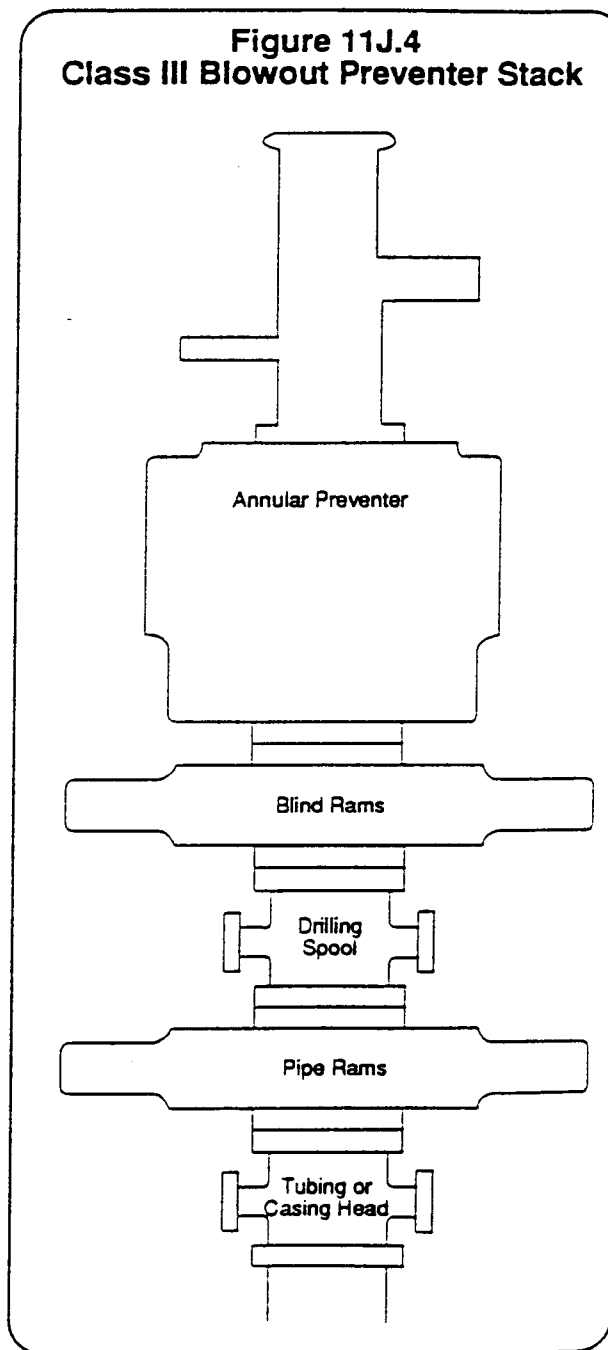 Figure 11J.4
Class III Blowout Preventer Stack
Annular Preventer
Blind Rams
Drilling
Spool
Pipe Rams
Tubing or
Casing Head